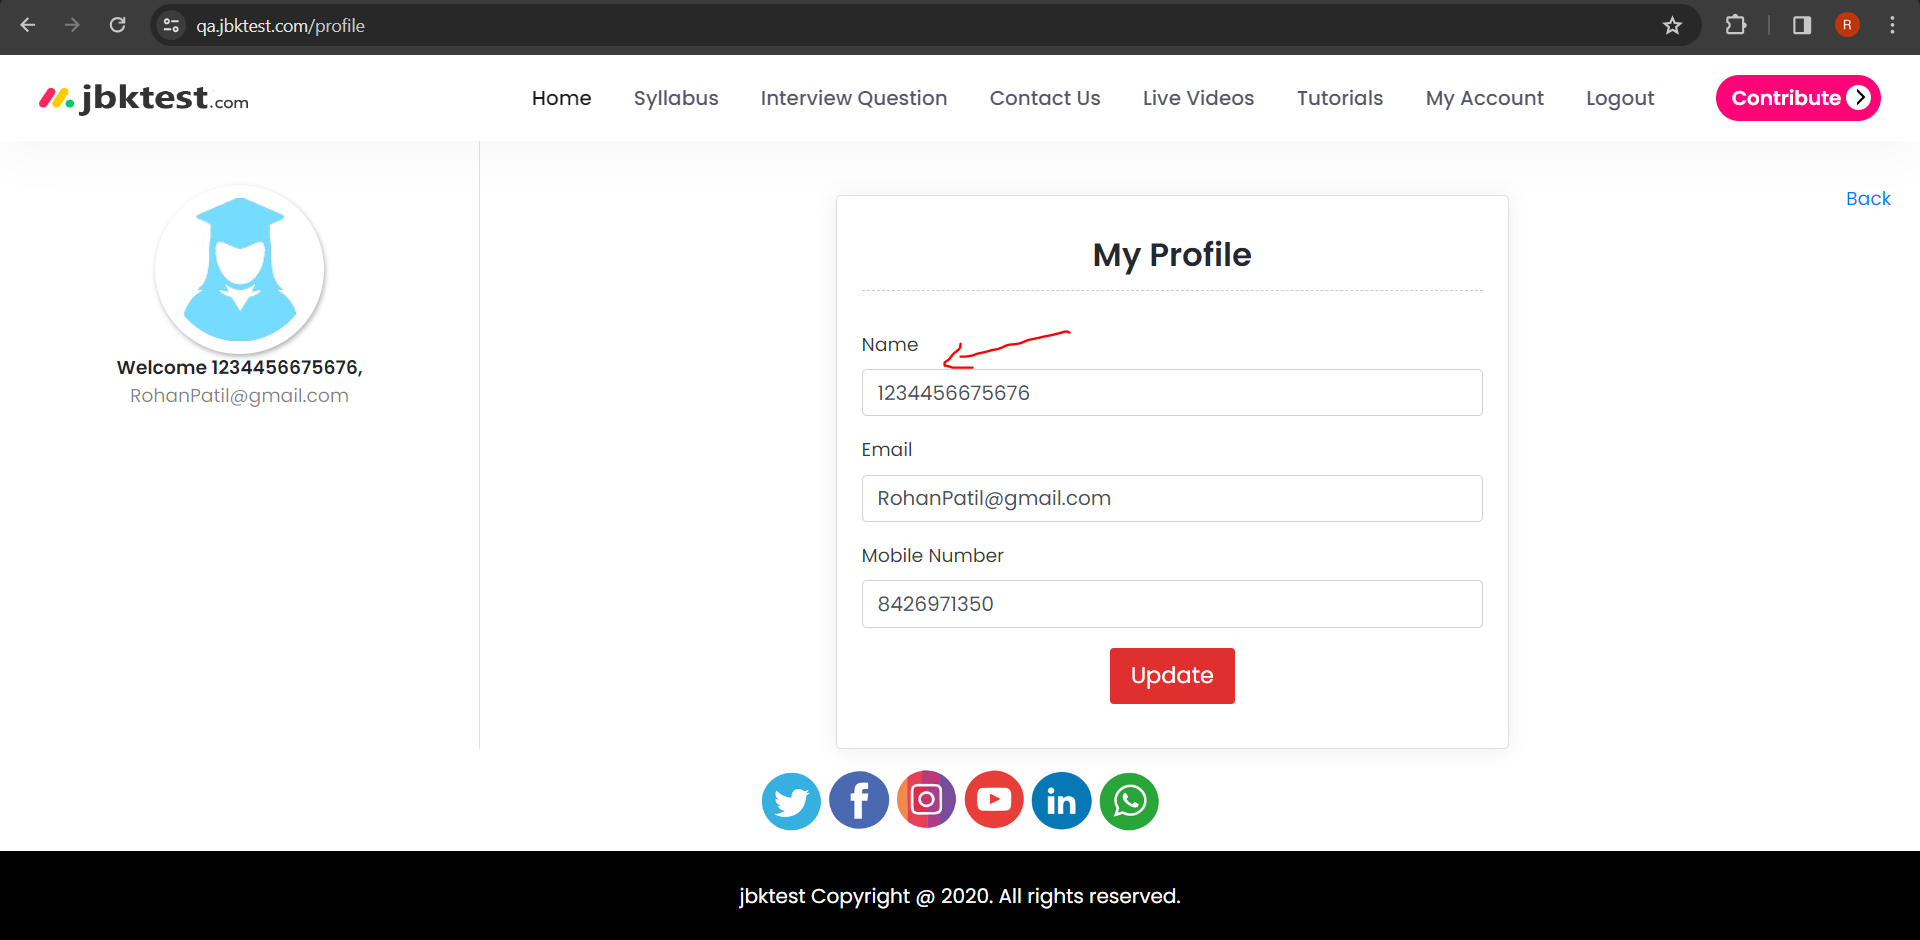 qa.jbktest.com/profile
R
jbktest.com
Home Syllabus Interview Question Contact Us Live Videos Tutorials My Account Logout Contribute
Back
Welcome 1234456675676,
RohanPatil@gmail.com
My Profile
Name
1234456675676
Email
RohanPatil@gmail.com
Mobile Number
8426971350
Update
f in
jbktest Copyright @ 2020. All rights reserved.